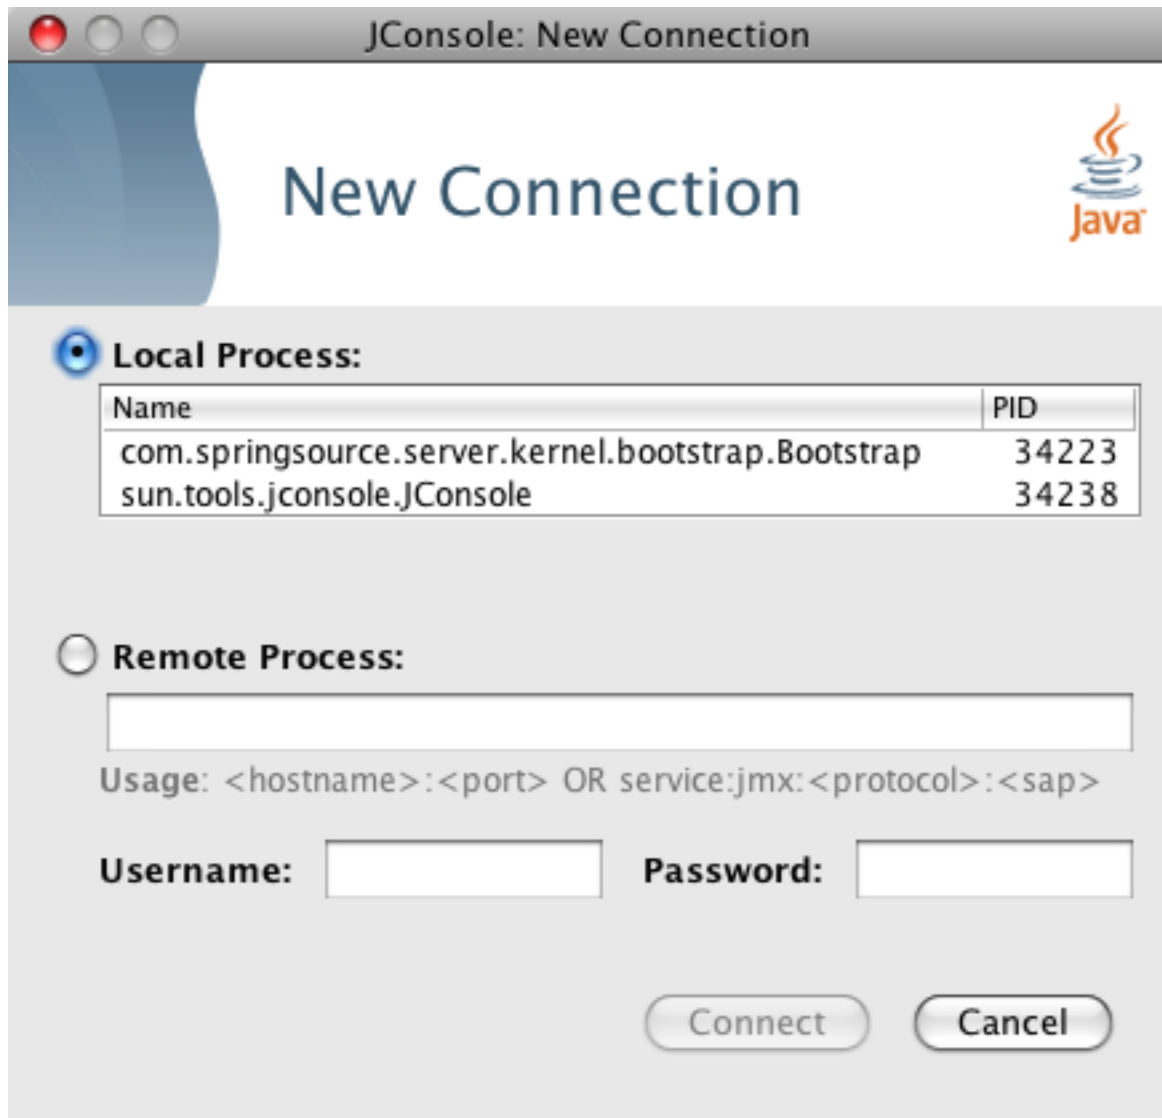 JConsole: New Connection
New Connection
Java
Local Process:
Name PID
com.springsource.server.kernel.bootstrap.Bootstrap 34223
sun.tools.jconsole.JConsole 34238
Remote Process:
Usage: <hostname>:<port> OR service:jmx:<protocol>:<sap>
Username: Password:
Connect Cancel